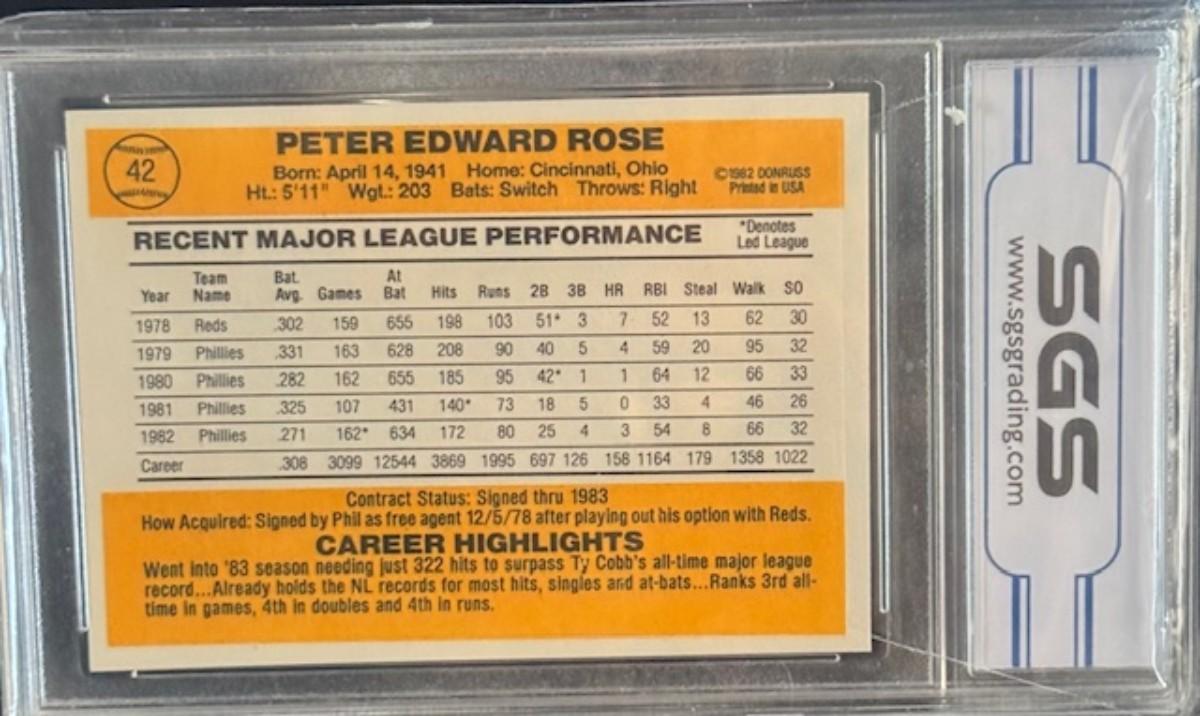 42
PETER EDWARD ROSE
Born: April 14, 1941 Home: Cincinnati, Ohio
Ht.: 5'11" Wgt.: 203 Bats: Switch Throws: Right
©1982 DONRUSS
Printed in USA
RECENT MAJOR LEAGUE PERFORMANCE
*Denotes
Led League
Year Team Name Bat. Avg. Games At Bat Hits Runs 2B 3B HR RBI Steal Walk SO
1978 Reds .302 159 655 198 103 51* 3 7 52 13 62 30
1979 Phillies .331 163 628 208 90 40 5 4 59 20 95 32
1980 Phillies .282 162 655 185 95 42* 1 1 64 12 66 33
1981 Phillies .325 107 431 140* 73 18 5 0 33 4 46 26
1982 Phillies .271 162* 634 172 80 25 4 3 54 8 66 32
Career .308 3099 12544 3869 1995 697 126 158 1164 179 1358 1022
Contract Status: Signed thru 1983
How Acquired: Signed by Phil as free agent 12/5/78 after playing out his option with Reds.
CAREER HIGHLIGHTS
Went into '83 season needing just 322 hits to surpass Ty Cobb's all-time major league
record...Already holds the NL records for most hits, singles and at-bats...Ranks 3rd all-
time in games, 4th in doubles and 4th in runs.
SGS
www.sgsgrading.com